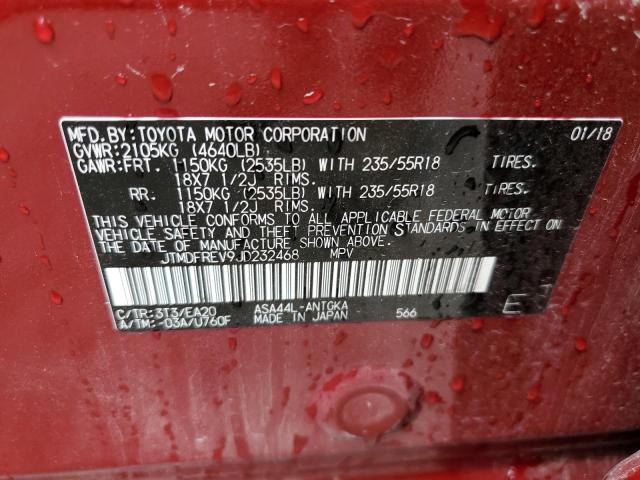 MFD.BY:TOYOTA MOTOR CORPORATION 01/18
GVWR:2105KG (4640LB)
GAWR:FRT. 1150KG (2535LB) WITH 235/55R18 TIRES.
18X7 1/2J RIMS.
RR. 1150KG (2535LB) WITH 235/55R18 TIRES.
18X7 1/2J RIMS.
THIS VEHICLE CONFORMS TO ALL APPLICABLE FEDERAL MOTOR
VEHICLE SAFETY AND THEFT PREVENTION STANDARDS IN EFFECT
ON THE DATE OF MANUFACTURE SHOWN ABOVE.
JTMDFREV9JD232468 MPV
C/TR:3T3/EA20 ASA44L-ANTGKA E
A/TM:-03A/U760F MADE IN JAPAN 566